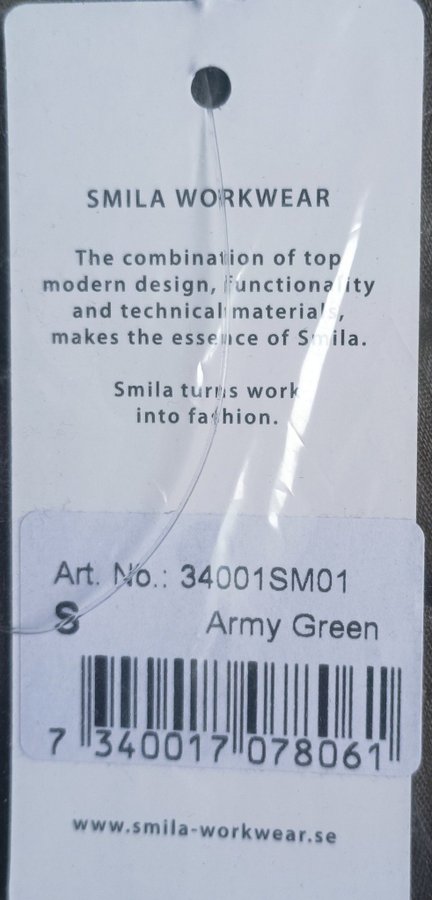 SMILA WORKWEAR
The combination of top
modern design, functionality
and technical materials,
makes the essence of Smila.
Smila turns work
into fashion.
Art. No.: 34001SM01
S Army Green
7 340017 078061
www.smila-workwear.se